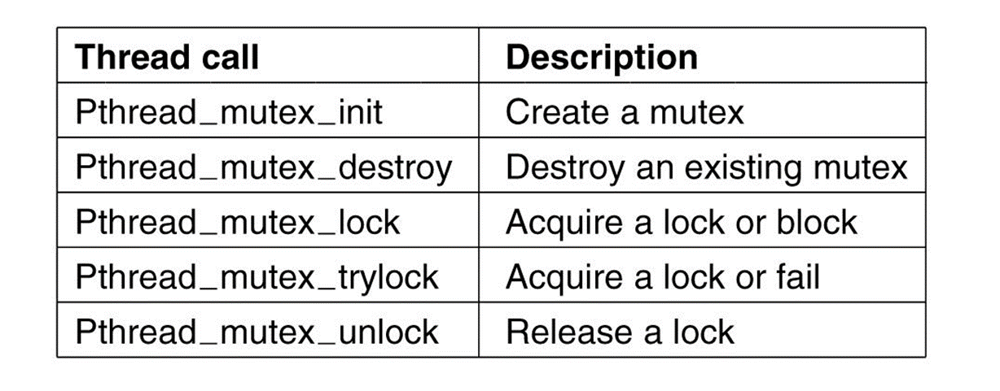 Thread call Description
Pthread_mutex_init Create a mutex
Pthread_mutex_destroy Destroy an existing mutex
Pthread_mutex_lock Acquire a lock or block
Pthread_mutex_trylock Acquire a lock or fail
Pthread_mutex_unlock Release a lock